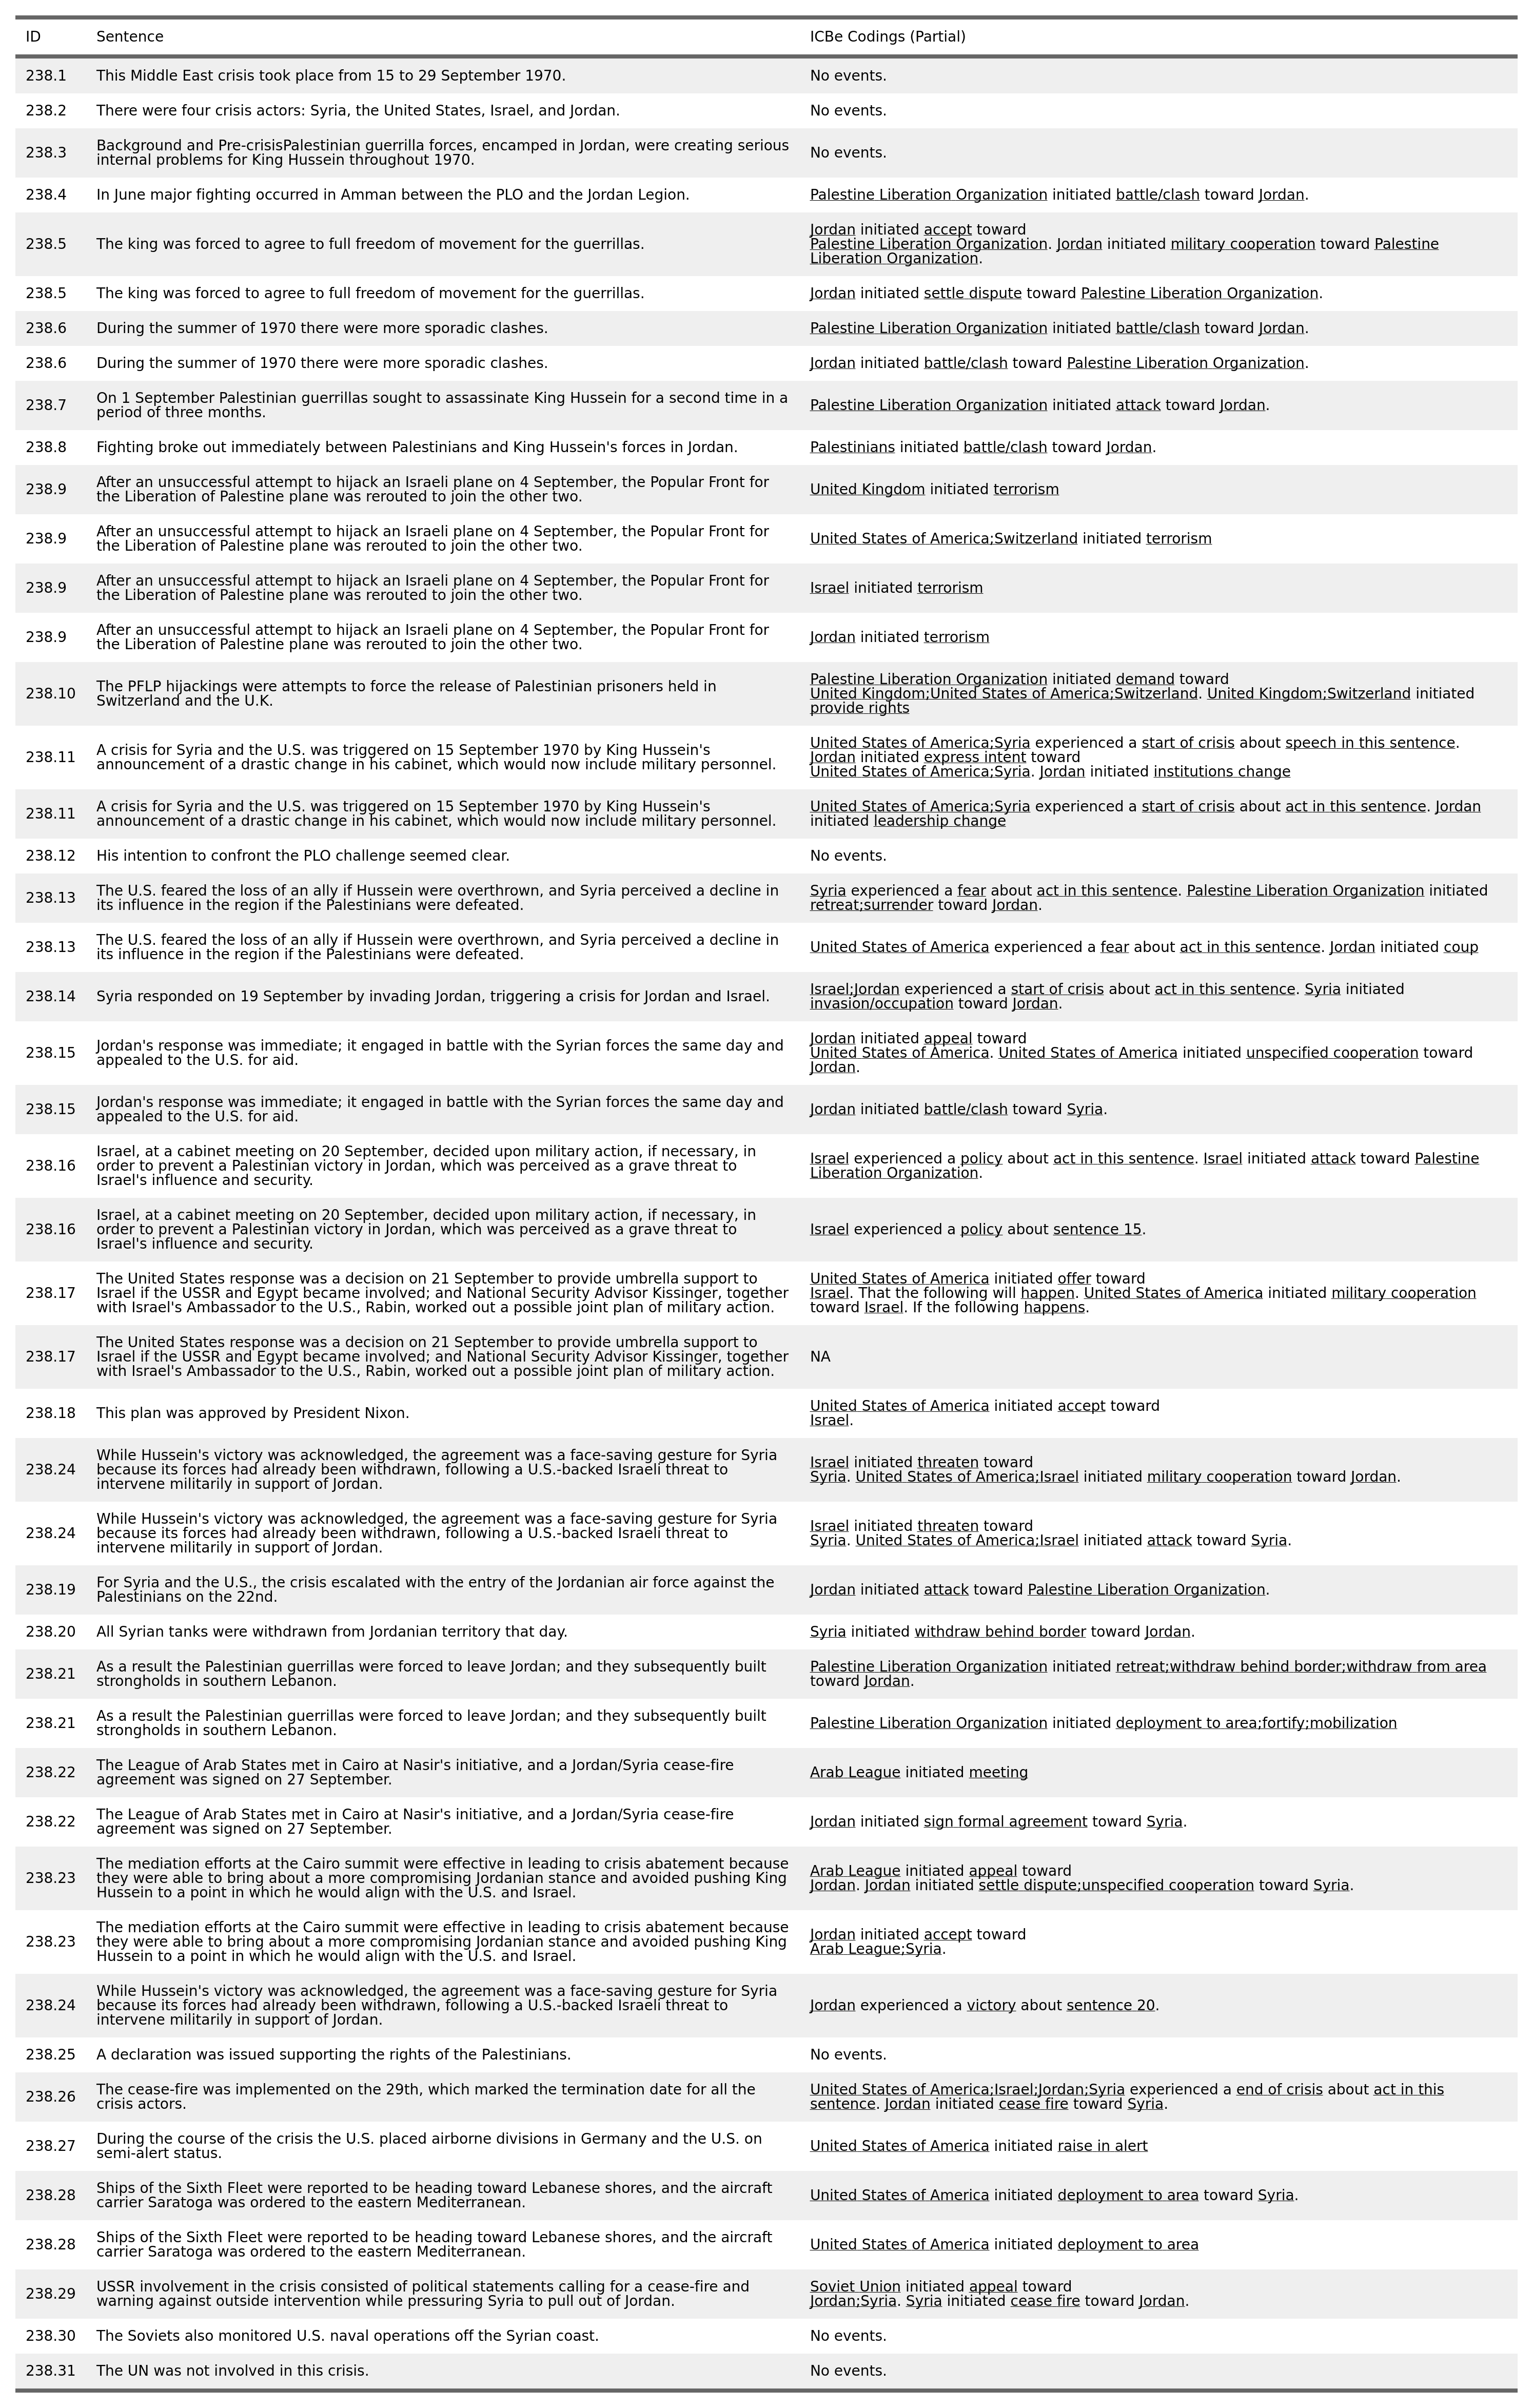 ID Sentence ICBe Codings (Partial)
238.1 This Middle East crisis took place from 15 to 29 September 1970. No events.
238.2 There were four crisis actors: Syria, the United States, Israel, and Jordan. No events.
238.3 Background and Pre-crisisPalestinian guerrilla forces, encamped in Jordan, were creating serious
internal problems for King Hussein throughout 1970. No events.
238.4 In June major fighting occurred in Amman between the PLO and the Jordan Legion. Palestine Liberation Organization initiated battle/clash toward Jordan.
238.5 The king was forced to agree to full freedom of movement for the guerrillas. Jordan initiated accept toward
Palestine Liberation Organization. Jordan initiated military cooperation toward Palestine
Liberation Organization.
238.5 The king was forced to agree to full freedom of movement for the guerrillas. Jordan initiated settle dispute toward Palestine Liberation Organization.
238.6 During the summer of 1970 there were more sporadic clashes. Palestine Liberation Organization initiated battle/clash toward Jordan.
238.6 During the summer of 1970 there were more sporadic clashes. Jordan initiated battle/clash toward Palestine Liberation Organization.
238.7 On 1 September Palestinian guerrillas sought to assassinate King Hussein for a second time in a
period of three months. Palestine Liberation Organization initiated attack toward Jordan.
238.8 Fighting broke out immediately between Palestinians and King Hussein's forces in Jordan. Palestinians initiated battle/clash toward Jordan.
238.9 After an unsuccessful attempt to hijack an Israeli plane on 4 September, the Popular Front for
the Liberation of Palestine plane was rerouted to join the other two. United Kingdom initiated terrorism
238.9 After an unsuccessful attempt to hijack an Israeli plane on 4 September, the Popular Front for
the Liberation of Palestine plane was rerouted to join the other two. United States of America;Switzerland initiated terrorism
238.9 After an unsuccessful attempt to hijack an Israeli plane on 4 September, the Popular Front for
the Liberation of Palestine plane was rerouted to join the other two. Israel initiated terrorism
238.9 After an unsuccessful attempt to hijack an Israeli plane on 4 September, the Popular Front for
the Liberation of Palestine plane was rerouted to join the other two. Jordan initiated terrorism
238.10 The PFLP hijackings were attempts to force the release of Palestinian prisoners held in
Switzerland and the U.K. Palestine Liberation Organization initiated demand toward
United Kingdom;United States of America;Switzerland. United Kingdom;Switzerland initiated
provide rights
238.11 A crisis for Syria and the U.S. was triggered on 15 September 1970 by King Hussein's
announcement of a drastic change in his cabinet, which would now include military personnel. United States of America;Syria experienced a start of crisis about speech in this sentence.
Jordan initiated express intent toward
United States of America;Syria. Jordan initiated institutions change
238.11 A crisis for Syria and the U.S. was triggered on 15 September 1970 by King Hussein's
announcement of a drastic change in his cabinet, which would now include military personnel. United States of America;Syria experienced a start of crisis about act in this sentence. Jordan
initiated leadership change
238.12 His intention to confront the PLO challenge seemed clear. No events.
238.13 The U.S. feared the loss of an ally if Hussein were overthrown, and Syria perceived a decline in
its influence in the region if the Palestinians were defeated. Syria experienced a fear about act in this sentence. Palestine Liberation Organization initiated
retreat;surrender toward Jordan.
238.13 The U.S. feared the loss of an ally if Hussein were overthrown, and Syria perceived a decline in
its influence in the region if the Palestinians were defeated. United States of America experienced a fear about act in this sentence. Jordan initiated coup
238.14 Syria responded on 19 September by invading Jordan, triggering a crisis for Jordan and Israel. Israel;Jordan experienced a start of crisis about act in this sentence. Syria initiated
invasion/occupation toward Jordan.
238.15 Jordan's response was immediate; it engaged in battle with the Syrian forces the same day and
appealed to the U.S. for aid. Jordan initiated appeal toward
United States of America. United States of America initiated unspecified cooperation toward
Jordan.
238.15 Jordan's response was immediate; it engaged in battle with the Syrian forces the same day and
appealed to the U.S. for aid. Jordan initiated battle/clash toward Syria.
238.16 Israel, at a cabinet meeting on 20 September, decided upon military action, if necessary, in
order to prevent a Palestinian victory in Jordan, which was perceived as a grave threat to
Israel's influence and security. Israel experienced a policy about act in this sentence. Israel initiated attack toward Palestine
Liberation Organization.
238.16 Israel, at a cabinet meeting on 20 September, decided upon military action, if necessary, in
order to prevent a Palestinian victory in Jordan, which was perceived as a grave threat to
Israel's influence and security. Israel experienced a policy about sentence 15.
238.17 The United States response was a decision on 21 September to provide umbrella support to
Israel if the USSR and Egypt became involved; and National Security Advisor Kissinger, together
with Israel's Ambassador to the U.S., Rabin, worked out a possible joint plan of military action. United States of America initiated offer toward
Israel. That the following will happen. United States of America initiated military cooperation
toward Israel. If the following happens.
238.17 The United States response was a decision on 21 September to provide umbrella support to
Israel if the USSR and Egypt became involved; and National Security Advisor Kissinger, together
with Israel's Ambassador to the U.S., Rabin, worked out a possible joint plan of military action. NA
238.18 This plan was approved by President Nixon. United States of America initiated accept toward
Israel.
238.24 While Hussein's victory was acknowledged, the agreement was a face-saving gesture for Syria
because its forces had already been withdrawn, following a U.S.-backed Israeli threat to
intervene militarily in support of Jordan. Israel initiated threaten toward
Syria. United States of America;Israel initiated military cooperation toward Jordan.
238.24 While Hussein's victory was acknowledged, the agreement was a face-saving gesture for Syria
because its forces had already been withdrawn, following a U.S.-backed Israeli threat to
intervene militarily in support of Jordan. Israel initiated threaten toward
Syria. United States of America;Israel initiated attack toward Syria.
238.19 For Syria and the U.S., the crisis escalated with the entry of the Jordanian air force against the
Palestinians on the 22nd. Jordan initiated attack toward Palestine Liberation Organization.
238.20 All Syrian tanks were withdrawn from Jordanian territory that day. Syria initiated withdraw behind border toward Jordan.
238.21 As a result the Palestinian guerrillas were forced to leave Jordan; and they subsequently built
strongholds in southern Lebanon. Palestine Liberation Organization initiated retreat;withdraw behind border;withdraw from area
toward Jordan.
238.21 As a result the Palestinian guerrillas were forced to leave Jordan; and they subsequently built
strongholds in southern Lebanon. Palestine Liberation Organization initiated deployment to area;fortify;mobilization
238.22 The League of Arab States met in Cairo at Nasir's initiative, and a Jordan/Syria cease-fire
agreement was signed on 27 September. Arab League initiated meeting
238.22 The League of Arab States met in Cairo at Nasir's initiative, and a Jordan/Syria cease-fire
agreement was signed on 27 September. Jordan initiated sign formal agreement toward Syria.
238.23 The mediation efforts at the Cairo summit were effective in leading to crisis abatement because
they were able to bring about a more compromising Jordanian stance and avoided pushing King
Hussein to a point in which he would align with the U.S. and Israel. Arab League initiated appeal toward
Jordan. Jordan initiated settle dispute;unspecified cooperation toward Syria.
238.23 The mediation efforts at the Cairo summit were effective in leading to crisis abatement because
they were able to bring about a more compromising Jordanian stance and avoided pushing King
Hussein to a point in which he would align with the U.S. and Israel. Jordan initiated accept toward
Arab League;Syria.
238.24 While Hussein's victory was acknowledged, the agreement was a face-saving gesture for Syria
because its forces had already been withdrawn, following a U.S.-backed Israeli threat to
intervene militarily in support of Jordan. Jordan experienced a victory about sentence 20.
238.25 A declaration was issued supporting the rights of the Palestinians. No events.
238.26 The cease-fire was implemented on the 29th, which marked the termination date for all the
crisis actors. United States of America;Israel;Jordan;Syria experienced a end of crisis about act in this
sentence. Jordan initiated cease fire toward Syria.
238.27 During the course of the crisis the U.S. placed airborne divisions in Germany and the U.S. on
semi-alert status. United States of America initiated raise in alert
238.28 Ships of the Sixth Fleet were reported to be heading toward Lebanese shores, and the aircraft
carrier Saratoga was ordered to the eastern Mediterranean. United States of America initiated deployment to area toward Syria.
238.28 Ships of the Sixth Fleet were reported to be heading toward Lebanese shores, and the aircraft
carrier Saratoga was ordered to the eastern Mediterranean. United States of America initiated deployment to area
238.29 USSR involvement in the crisis consisted of political statements calling for a cease-fire and
warning against outside intervention while pressuring Syria to pull out of Jordan. Soviet Union initiated appeal toward
Jordan;Syria. Syria initiated cease fire toward Jordan.
238.30 The Soviets also monitored U.S. naval operations off the Syrian coast. No events.
238.31 The UN was not involved in this crisis. No events.